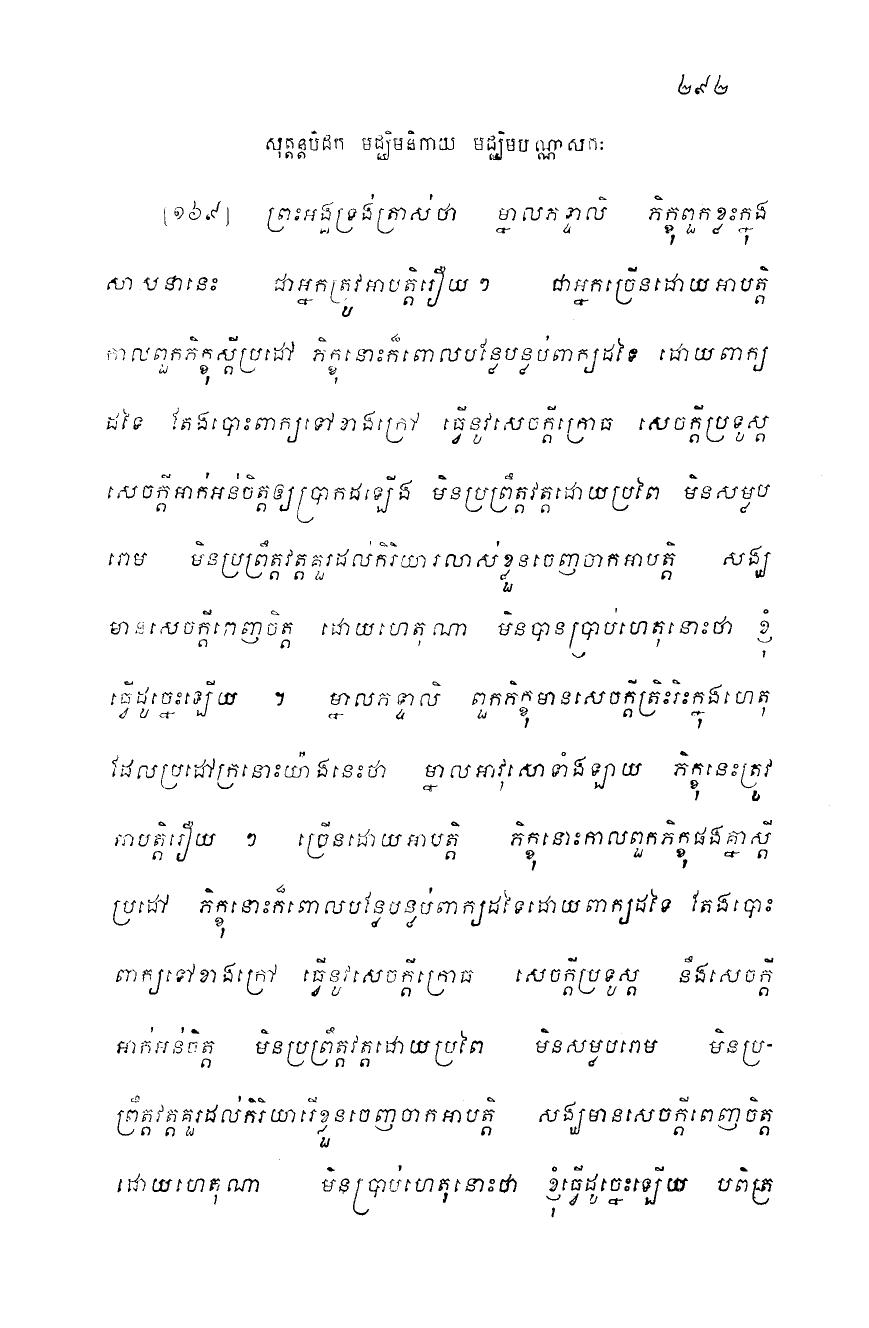 ២៩២
សុត្តន្តបិដក មជ្ឈិមនិកាយ មជ្ឈិមបណ្ណាសកៈ
[១៦៩] ព្រះអង្គទ្រង់ត្រាស់ថា ម្នាលភទ្ទាលិ ភិក្ខុពួកខ្លះក្នុង
សាសនានេះ ជាអ្នកត្រូវអាបត្តិរឿយ ៗ ជាអ្នកច្រើនដោយអាបត្តិ
កាលពួកភិក្ខុស្តីប្រដៅ ភិក្ខុនោះក៏ពោលបន្លែបន្លប់ពាក្យដទៃ ដោយពាក្យ
ដទៃ តែងបោះពាក្យទៅខាងក្រៅ ធ្វើនូវសេចក្តីក្រោធ សេចក្តីប្រទូស្ត
សេចក្តីអាក់អន់ចិត្តឲ្យប្រាកដឡើង មិនប្រព្រឹត្តវត្តដោយប្រពៃ មិនសម្លប
រោម មិនប្រព្រឹត្តវត្តគួរដល់កិរិយារលាស់ខ្លួនចេញចាកអាបត្តិ សង្ឃ
មានសេចក្តីពេញចិត្ត ដោយហេតុណា មិនបានប្រាប់ហេតុនោះថា ខ្ញុំ
ធ្វើដូច្នេះឡើយ ។ ម្នាលភទ្ទាលិ ពួកភិក្ខុមានសេចក្តីត្រិះរិះក្នុងហេតុ
ដែលប្រដៅក្រនោះយ៉ាងនេះថា ម្នាលអាវុសោទាំងឡាយ ភិក្ខុនេះត្រូវ
អាបត្តិរឿយ ៗ ច្រើនដោយអាបត្តិ ភិក្ខុនោះកាលពួកភិក្ខុផងគ្នាស្តី
ប្រដៅ ភិក្ខុនោះក៏ពោលបន្លែបន្លប់ពាក្យដទៃដោយពាក្យដទៃ តែងបោះ
ពាក្យទៅខាងក្រៅ ធ្វើនូវសេចក្តីក្រោធ សេចក្តីប្រទូស្ត នឹងសេចក្តី
អាក់អន់ចិត្ត មិនប្រព្រឹត្តវត្តដោយប្រពៃ មិនសម្លបរោម មិនប្រ-
ព្រឹត្តវត្តគួរដល់កិរិយារើខ្លួនចេញចាកអាបត្តិ សង្ឃមានសេចក្តីពេញចិត្ត
ដោយហេតុណា មិនប្រាប់ហេតុនោះថា ខ្ញុំធ្វើដូច្នេះឡើយ បពិត្រ